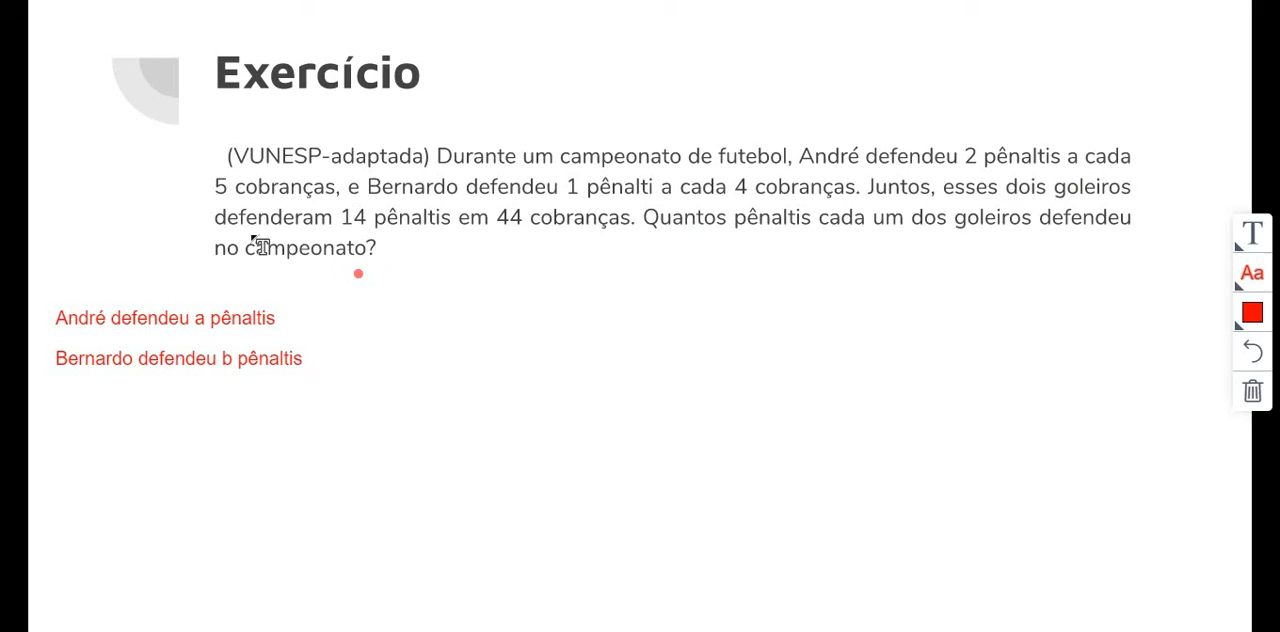 Exercício
(VUNESP-adaptada) Durante um campeonato de futebol, André defendeu 2 pênaltis a cada
5 cobranças, e Bernardo defendeu 1 pênalti a cada 4 cobranças. Juntos, esses dois goleiros
defenderam 14 pênaltis em 44 cobranças. Quantos pênaltis cada um dos goleiros defendeu
no campeonato?
André defendeu a pênaltis
Bernardo defendeu b pênaltis
T
Aa